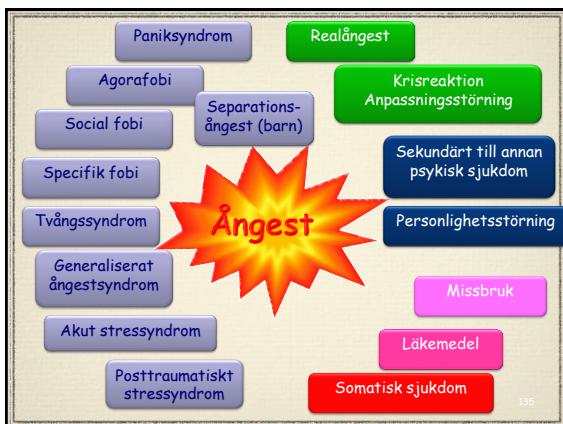 Paniksyndrom
Realångest
Agorafobi
Krisreaktion
Anpassningsstörning
Separations-
ångest (barn)
Social fobi
Sekundärt till annan
psykisk sjukdom
Specifik fobi
Ångest
Tvångssyndrom
Personlighetsstörning
Generaliserat
ångestsyndrom
Missbruk
Akut stressyndrom
Läkemedel
Posttraumatiskt
stressyndrom
Somatisk sjukdom
135